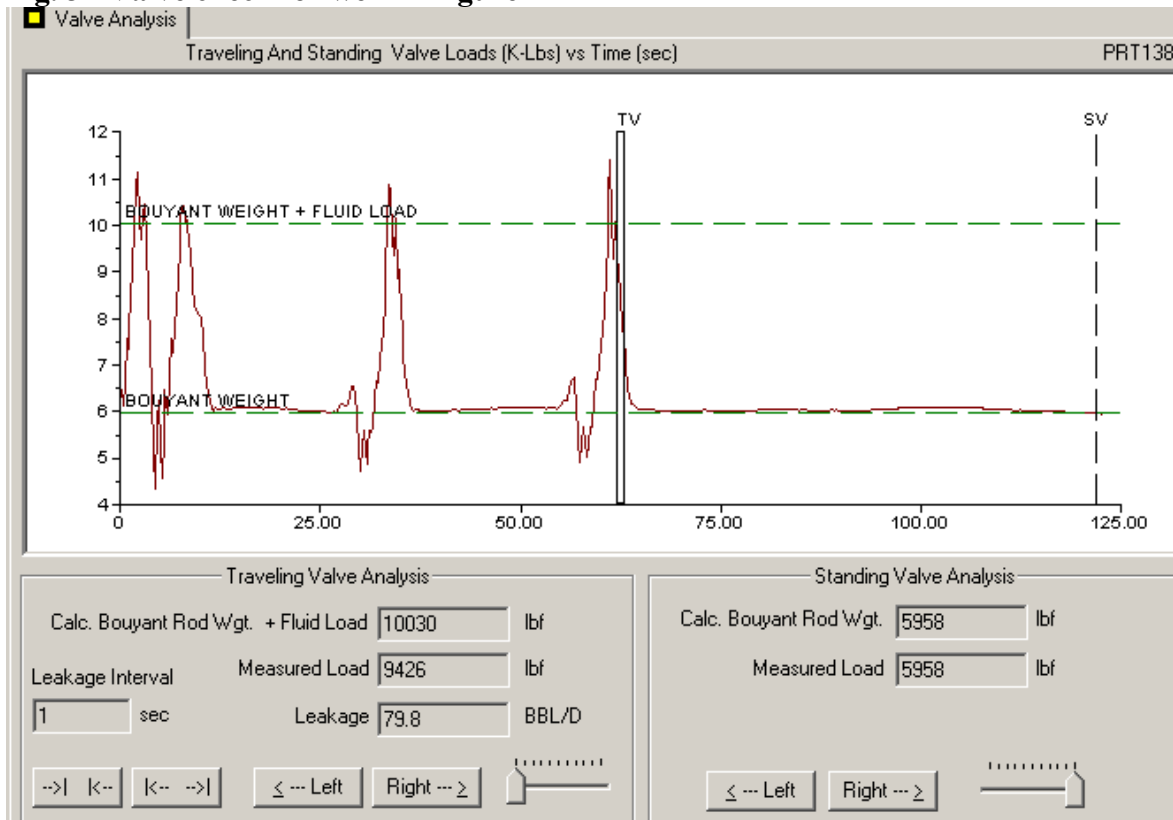 Valve Analysis
Traveling And Standing Valve Loads (K-Lbs) vs Time (sec) PRT138
TV SV
12
11
BOUYANT WEIGHT + FLUID LOAD
10
9
8
7
BOUYANT WEIGHT
6
5
4
0 25.00 50.00 75.00 100.00 125.00
Traveling Valve Analysis
Calc. Bouyant Rod Wgt. + Fluid Load 10030 lbf
Measured Load 9426 lbf
Leakage Interval
1 sec
Leakage 79.8 BBL/D
-->| |<-- |<-- -->| < --- Left Right --- >
Standing Valve Analysis
Calc. Bouyant Rod Wgt. 5958 lbf
Measured Load 5958 lbf
< --- Left Right --- >